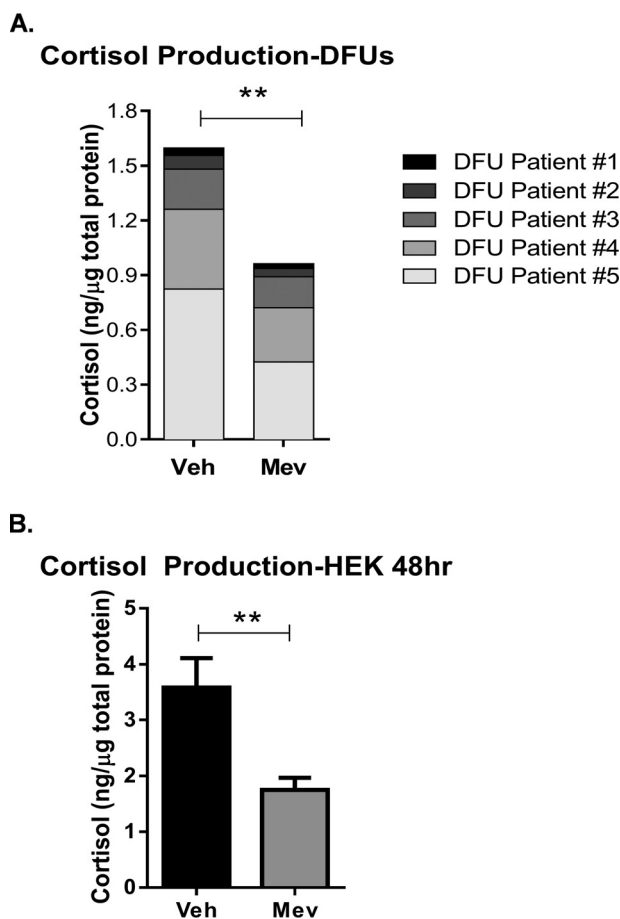 A.
Cortisol Production-DFUs
Cortisol (ng/μg total protein)
1.8
1.5
1.2
0.9
0.6
0.3
0.0
**
Veh
Mev
DFU Patient #1
DFU Patient #2
DFU Patient #3
DFU Patient #4
DFU Patient #5
B.
Cortisol Production-HEK 48hr
Cortisol (ng/μg total protein)
5
4
3
2
1
0
**
Veh
Mev